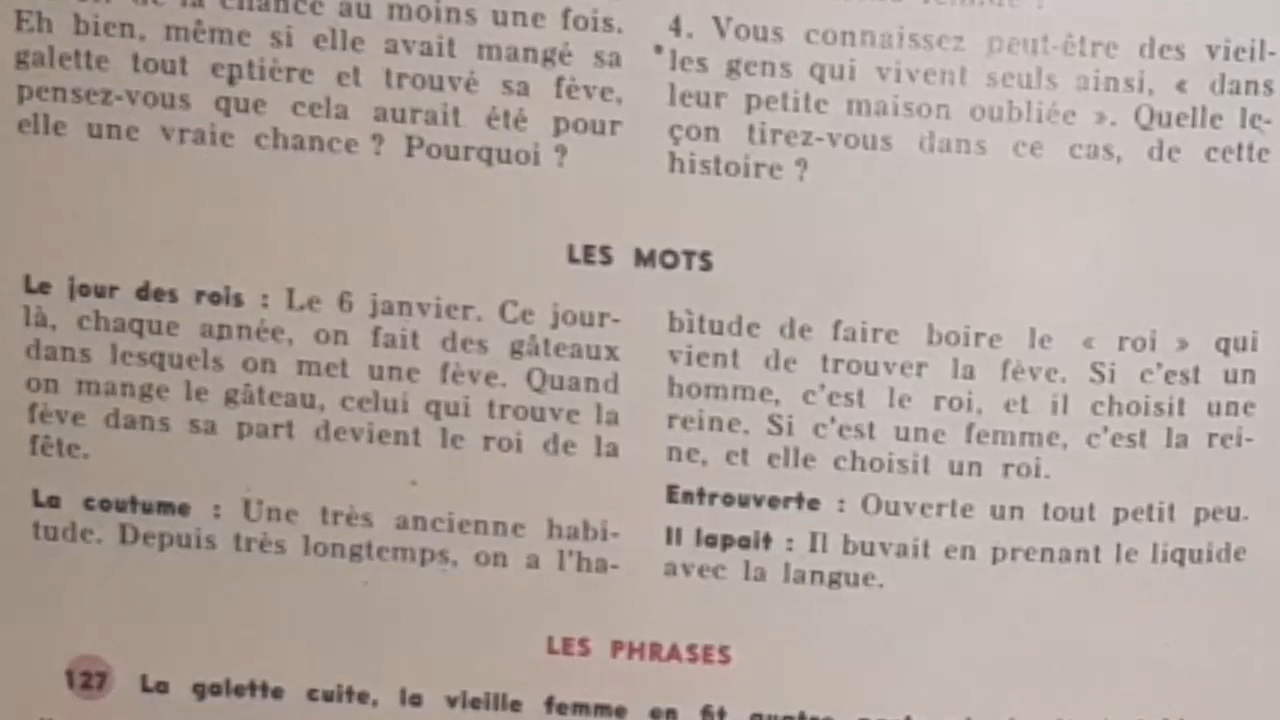 la chance au moins une fois.
Eh bien, même si elle avait mangé sa
galette tout eptière et trouvé sa fève,
pensez-vous que cela aurait été pour
elle une vraie chance ? Pourquoi ?
4. Vous connaissez peut-être des vieil-
les gens qui vivent seuls ainsi, « dans
leur petite maison oubliée ». Quelle le-
çon tirez-vous dans ce cas, de cette
histoire ?
LES MOTS
Le jour des rois : Le 6 janvier. Ce jour-
là, chaque année, on fait des gâteaux
dans lesquels on met une fève. Quand
on mange le gâteau, celui qui trouve la
fève dans sa part devient le roi de la
fête.
La coutume : Une très ancienne habi-
tude. Depuis très longtemps, on a l'ha-
bitude de faire boire le « roi » qui
vient de trouver la fève. Si c'est un
homme, c'est le roi, et il choisit une
reine. Si c'est une femme, c'est la rei-
ne, et elle choisit un roi.
Entrouverte : Ouverte un tout petit peu.
Il lapait : Il buvait en prenant le liquide
avec la langue.
LES PHRASES
127 La galette cuite, la vieille femme en fit quatre